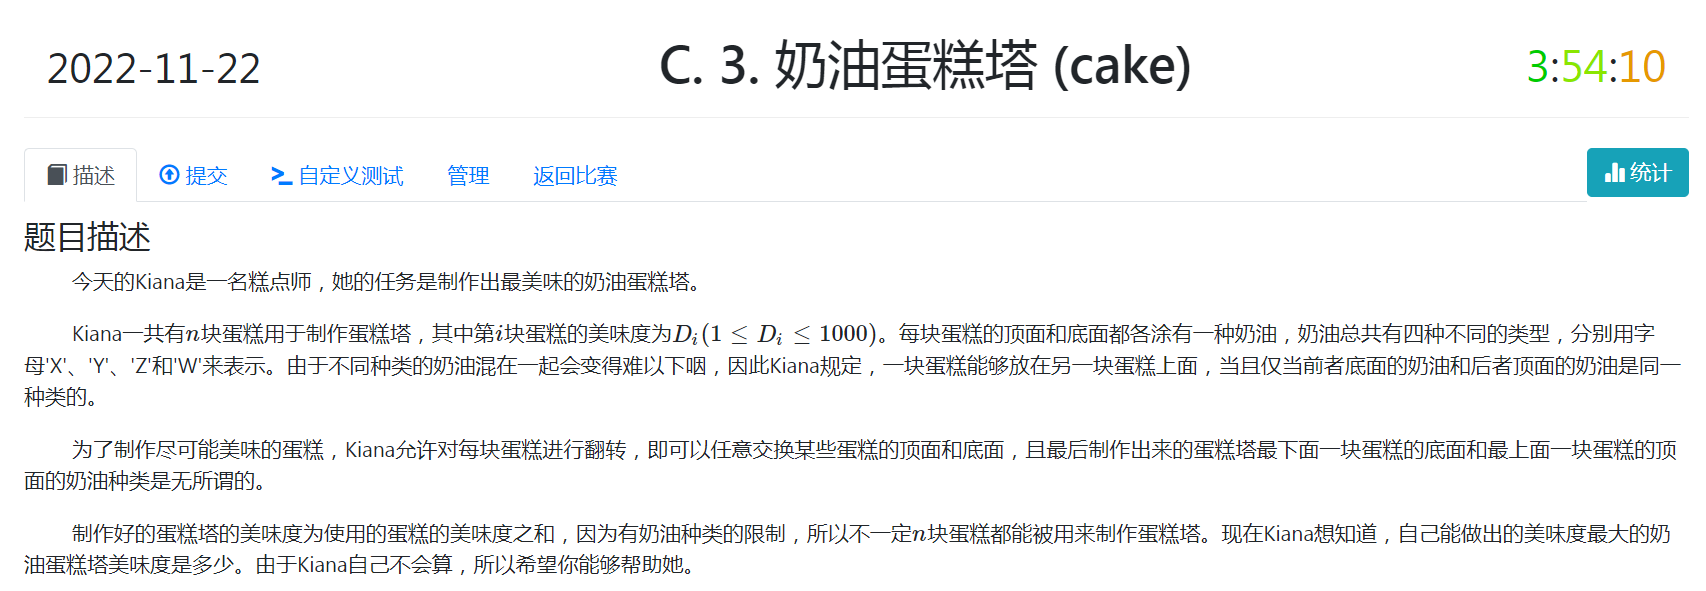 2022-11-22
C. 3. 奶油蛋糕塔 (cake)
3:54:10
描述
提交
自定义测试
管理
返回比赛
统计
题目描述
今天的Kiana是一名糕点师，她的任务是制作出最美味的奶油蛋糕塔。
Kiana一共有n块蛋糕用于制作蛋糕塔，其中第i块蛋糕的美味度为D_i(1 ≤ D_i ≤ 1000)。每块蛋糕的顶面和底面都各涂有一种奶油，奶油总共有四种不同的类型，分别用字
母'X'、'Y'、'Z'和'W'来表示。由于不同种类的奶油混在一起会变得难以下咽，因此Kiana规定，一块蛋糕能够放在另一块蛋糕上面，当且仅当前者底面的奶油和后者顶面的奶油是同一
种类的。
为了制作尽可能美味的蛋糕，Kiana允许对每块蛋糕进行翻转，即可以任意交换某些蛋糕的顶面和底面，且最后制作出来的蛋糕塔最下面一块蛋糕的底面和最上面一块蛋糕的顶
面的奶油种类是无所谓的。
制作好的蛋糕塔的美味度为使用的蛋糕的美味度之和，因为有奶油种类的限制，所以不一定n块蛋糕都能被用来制作蛋糕塔。现在Kiana想知道，自己能做出的美味度最大的奶
油蛋糕塔美味度是多少。由于Kiana自己不会算，所以希望你能够帮助她。